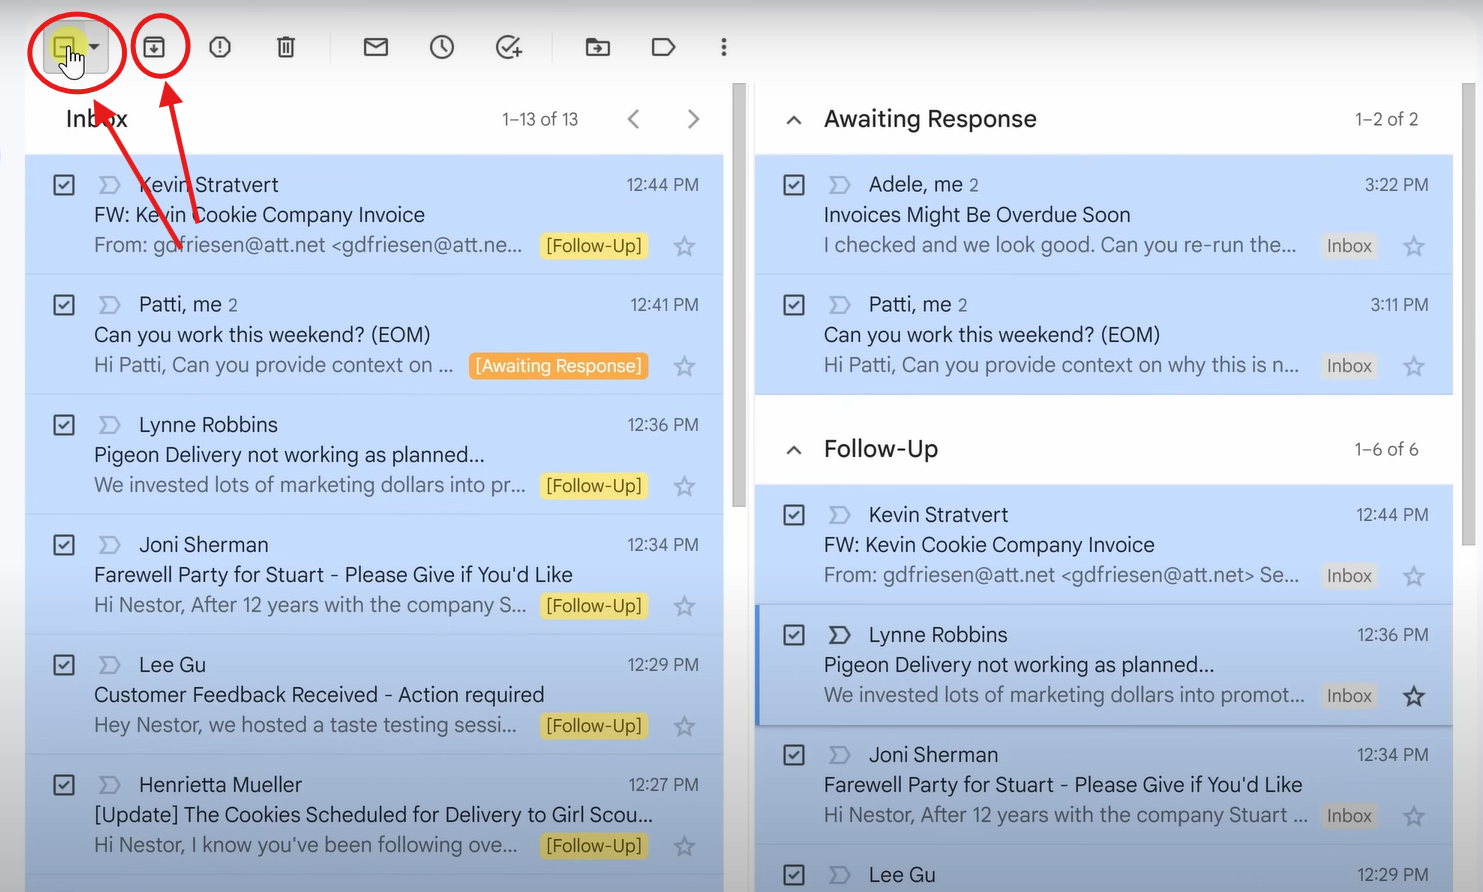 Inbox
1–13 of 13
Kevin Stratvert
12:44 PM
FW: Kevin Cookie Company Invoice
From: gdfriesen@att.net <gdfriesen@att.ne... [Follow-Up]
Patti, me 2
12:41 PM
Can you work this weekend? (EOM)
Hi Patti, Can you provide context on ... [Awaiting Response]
Lynne Robbins
12:36 PM
Pigeon Delivery not working as planned...
We invested lots of marketing dollars into pr... [Follow-Up]
Joni Sherman
12:34 PM
Farewell Party for Stuart - Please Give if You'd Like
Hi Nestor, After 12 years with the company S... [Follow-Up]
Lee Gu
12:29 PM
Customer Feedback Received - Action required
Hey Nestor, we hosted a taste testing sessi... [Follow-Up]
Henrietta Mueller
12:27 PM
[Update] The Cookies Scheduled for Delivery to Girl Scou...
Hi Nestor, I know you've been following ove... [Follow-Up]
Awaiting Response
1–2 of 2
Adele, me 2
3:22 PM
Invoices Might Be Overdue Soon
I checked and we look good. Can you re-run the... Inbox
Patti, me 2
3:11 PM
Can you work this weekend? (EOM)
Hi Patti, Can you provide context on why this is n... Inbox
Follow-Up
1–6 of 6
Kevin Stratvert
12:44 PM
FW: Kevin Cookie Company Invoice
From: gdfriesen@att.net <gdfriesen@att.net> Se... Inbox
Lynne Robbins
12:36 PM
Pigeon Delivery not working as planned...
We invested lots of marketing dollars into promot... Inbox
Joni Sherman
12:34 PM
Farewell Party for Stuart - Please Give if You'd Like
Hi Nestor, After 12 years with the company Stuart ... Inbox
Lee Gu
12:29 PM